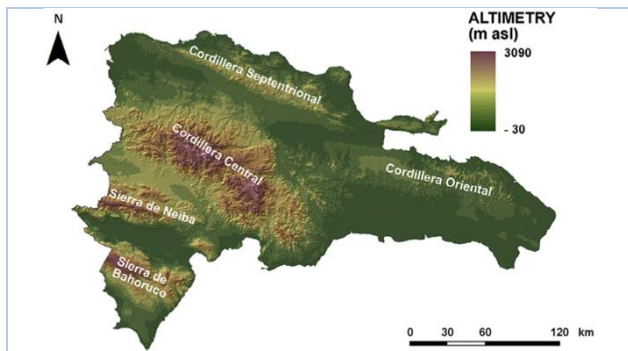 N
ALTIMETRY
(m asl)
3090
- 30
Cordillera Septentrional
Cordillera Central
Cordillera Oriental
Sierra de Neiba
Sierra de
Bahoruco
0 30 60 120 km